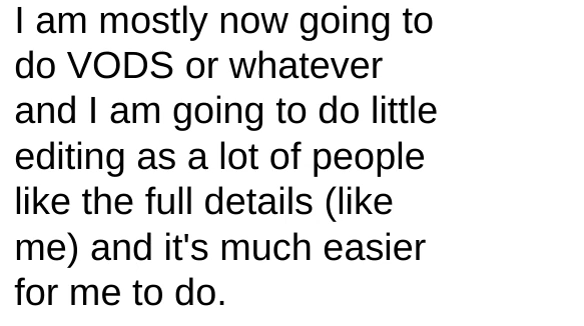 I am mostly now going to
do VODS or whatever
and I am going to do little
editing as a lot of people
like the full details (like
me) and it's much easier
for me to do.